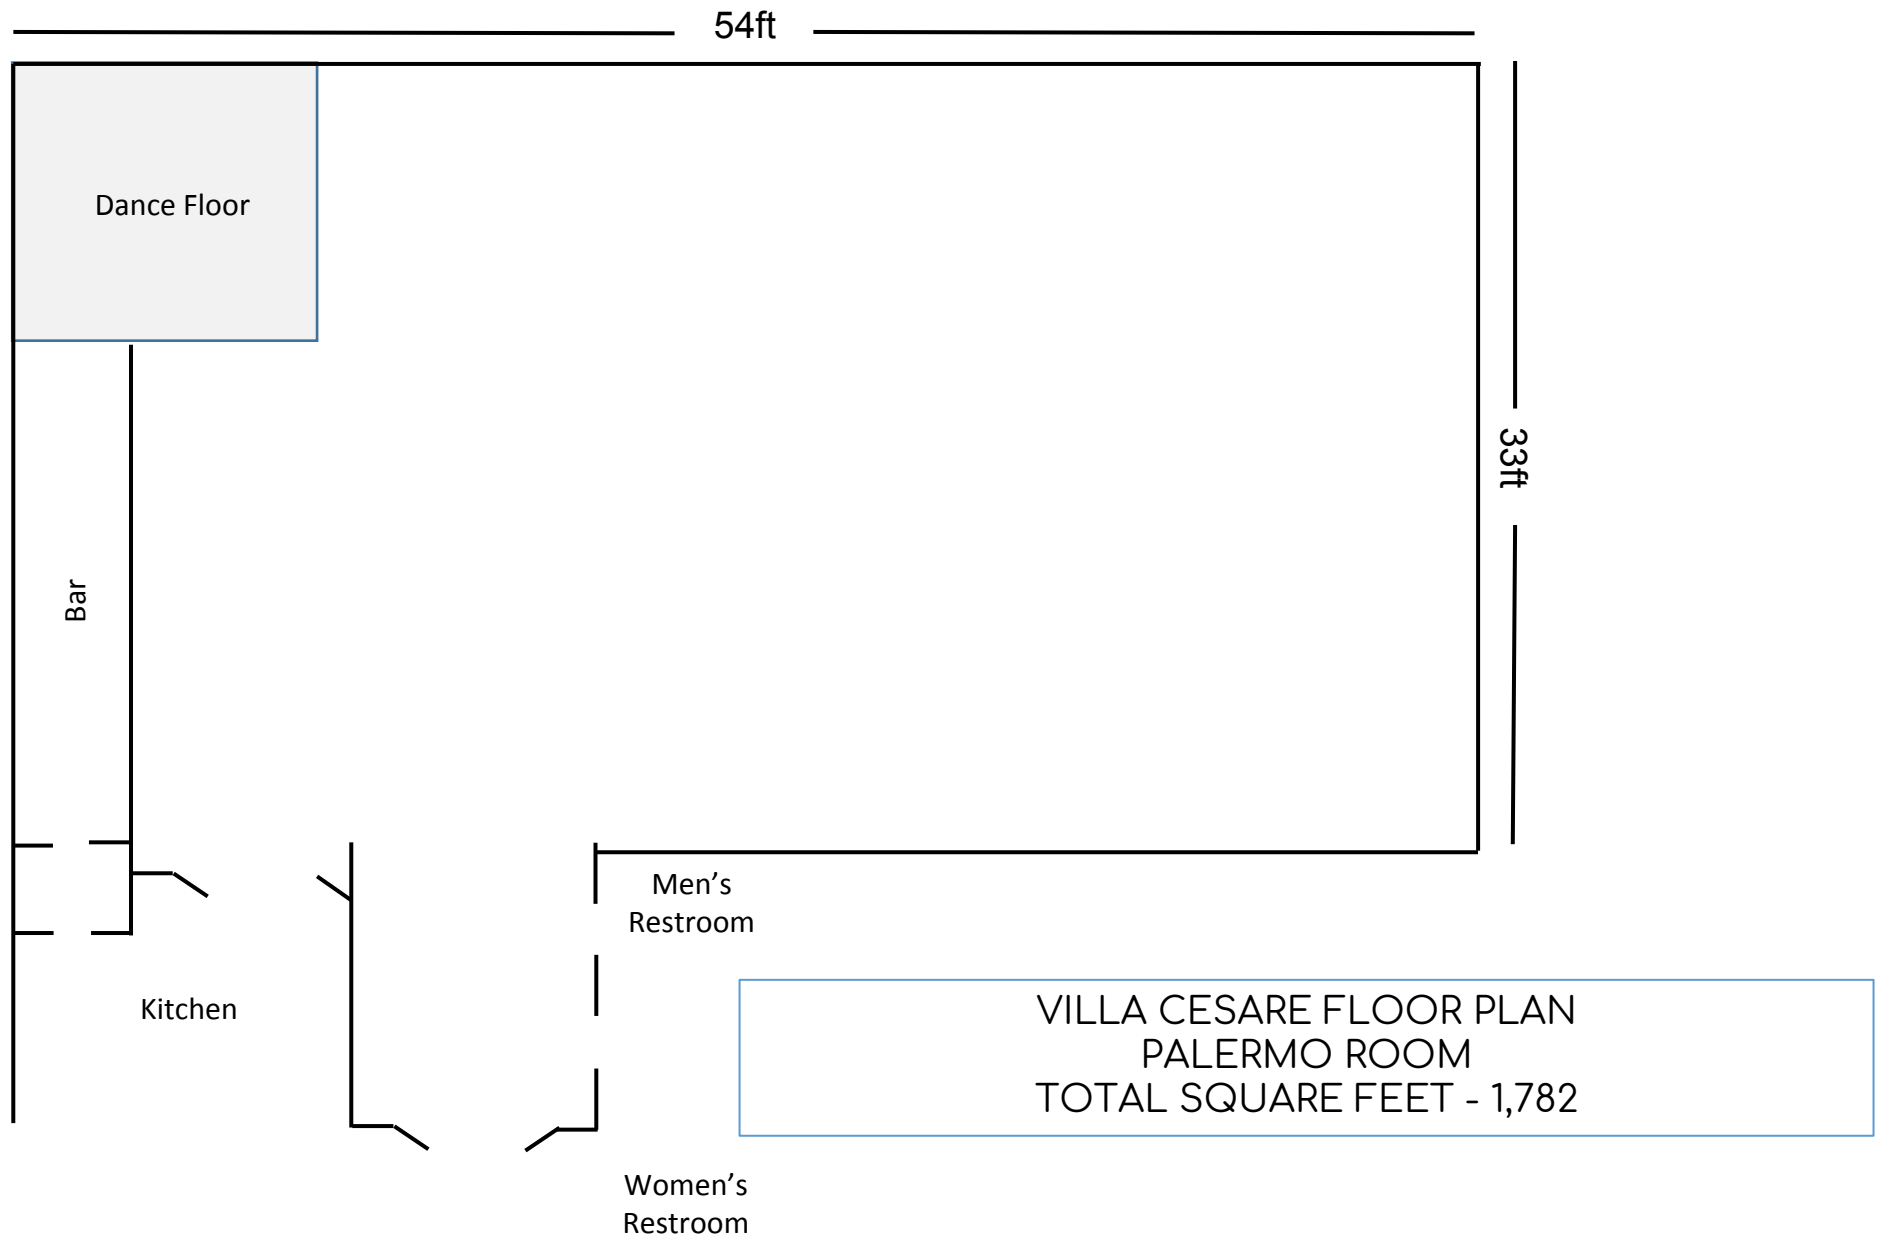 54ft
Dance Floor
33ft
Bar
Men’s
Restroom
Kitchen
VILLA CESARE FLOOR PLAN
PALERMO ROOM
TOTAL SQUARE FEET - 1,782
Women’s
Restroom